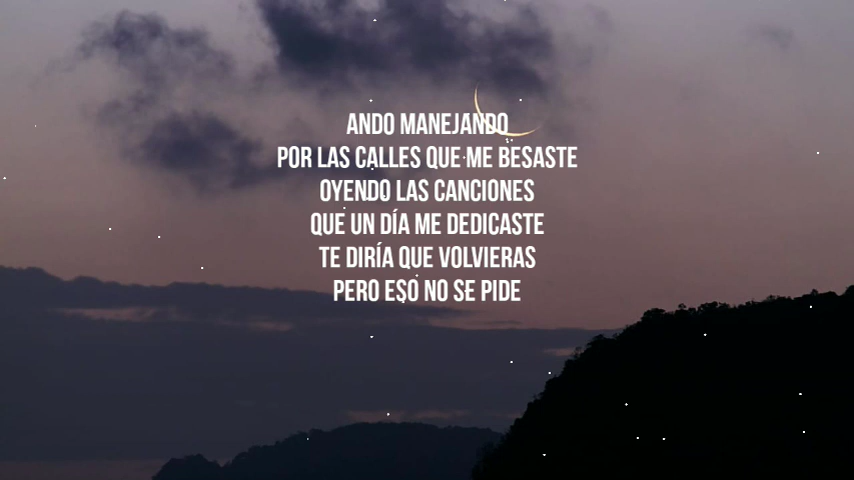 ANDO MANEJANDO
POR LAS CALLES QUE ME BESASTE
OYENDO LAS CANCIONES
QUE UN DÍA ME DEDICASTE
TE DIRÍA QUE VOLVIERAS
PERO ESO NO SE PIDE